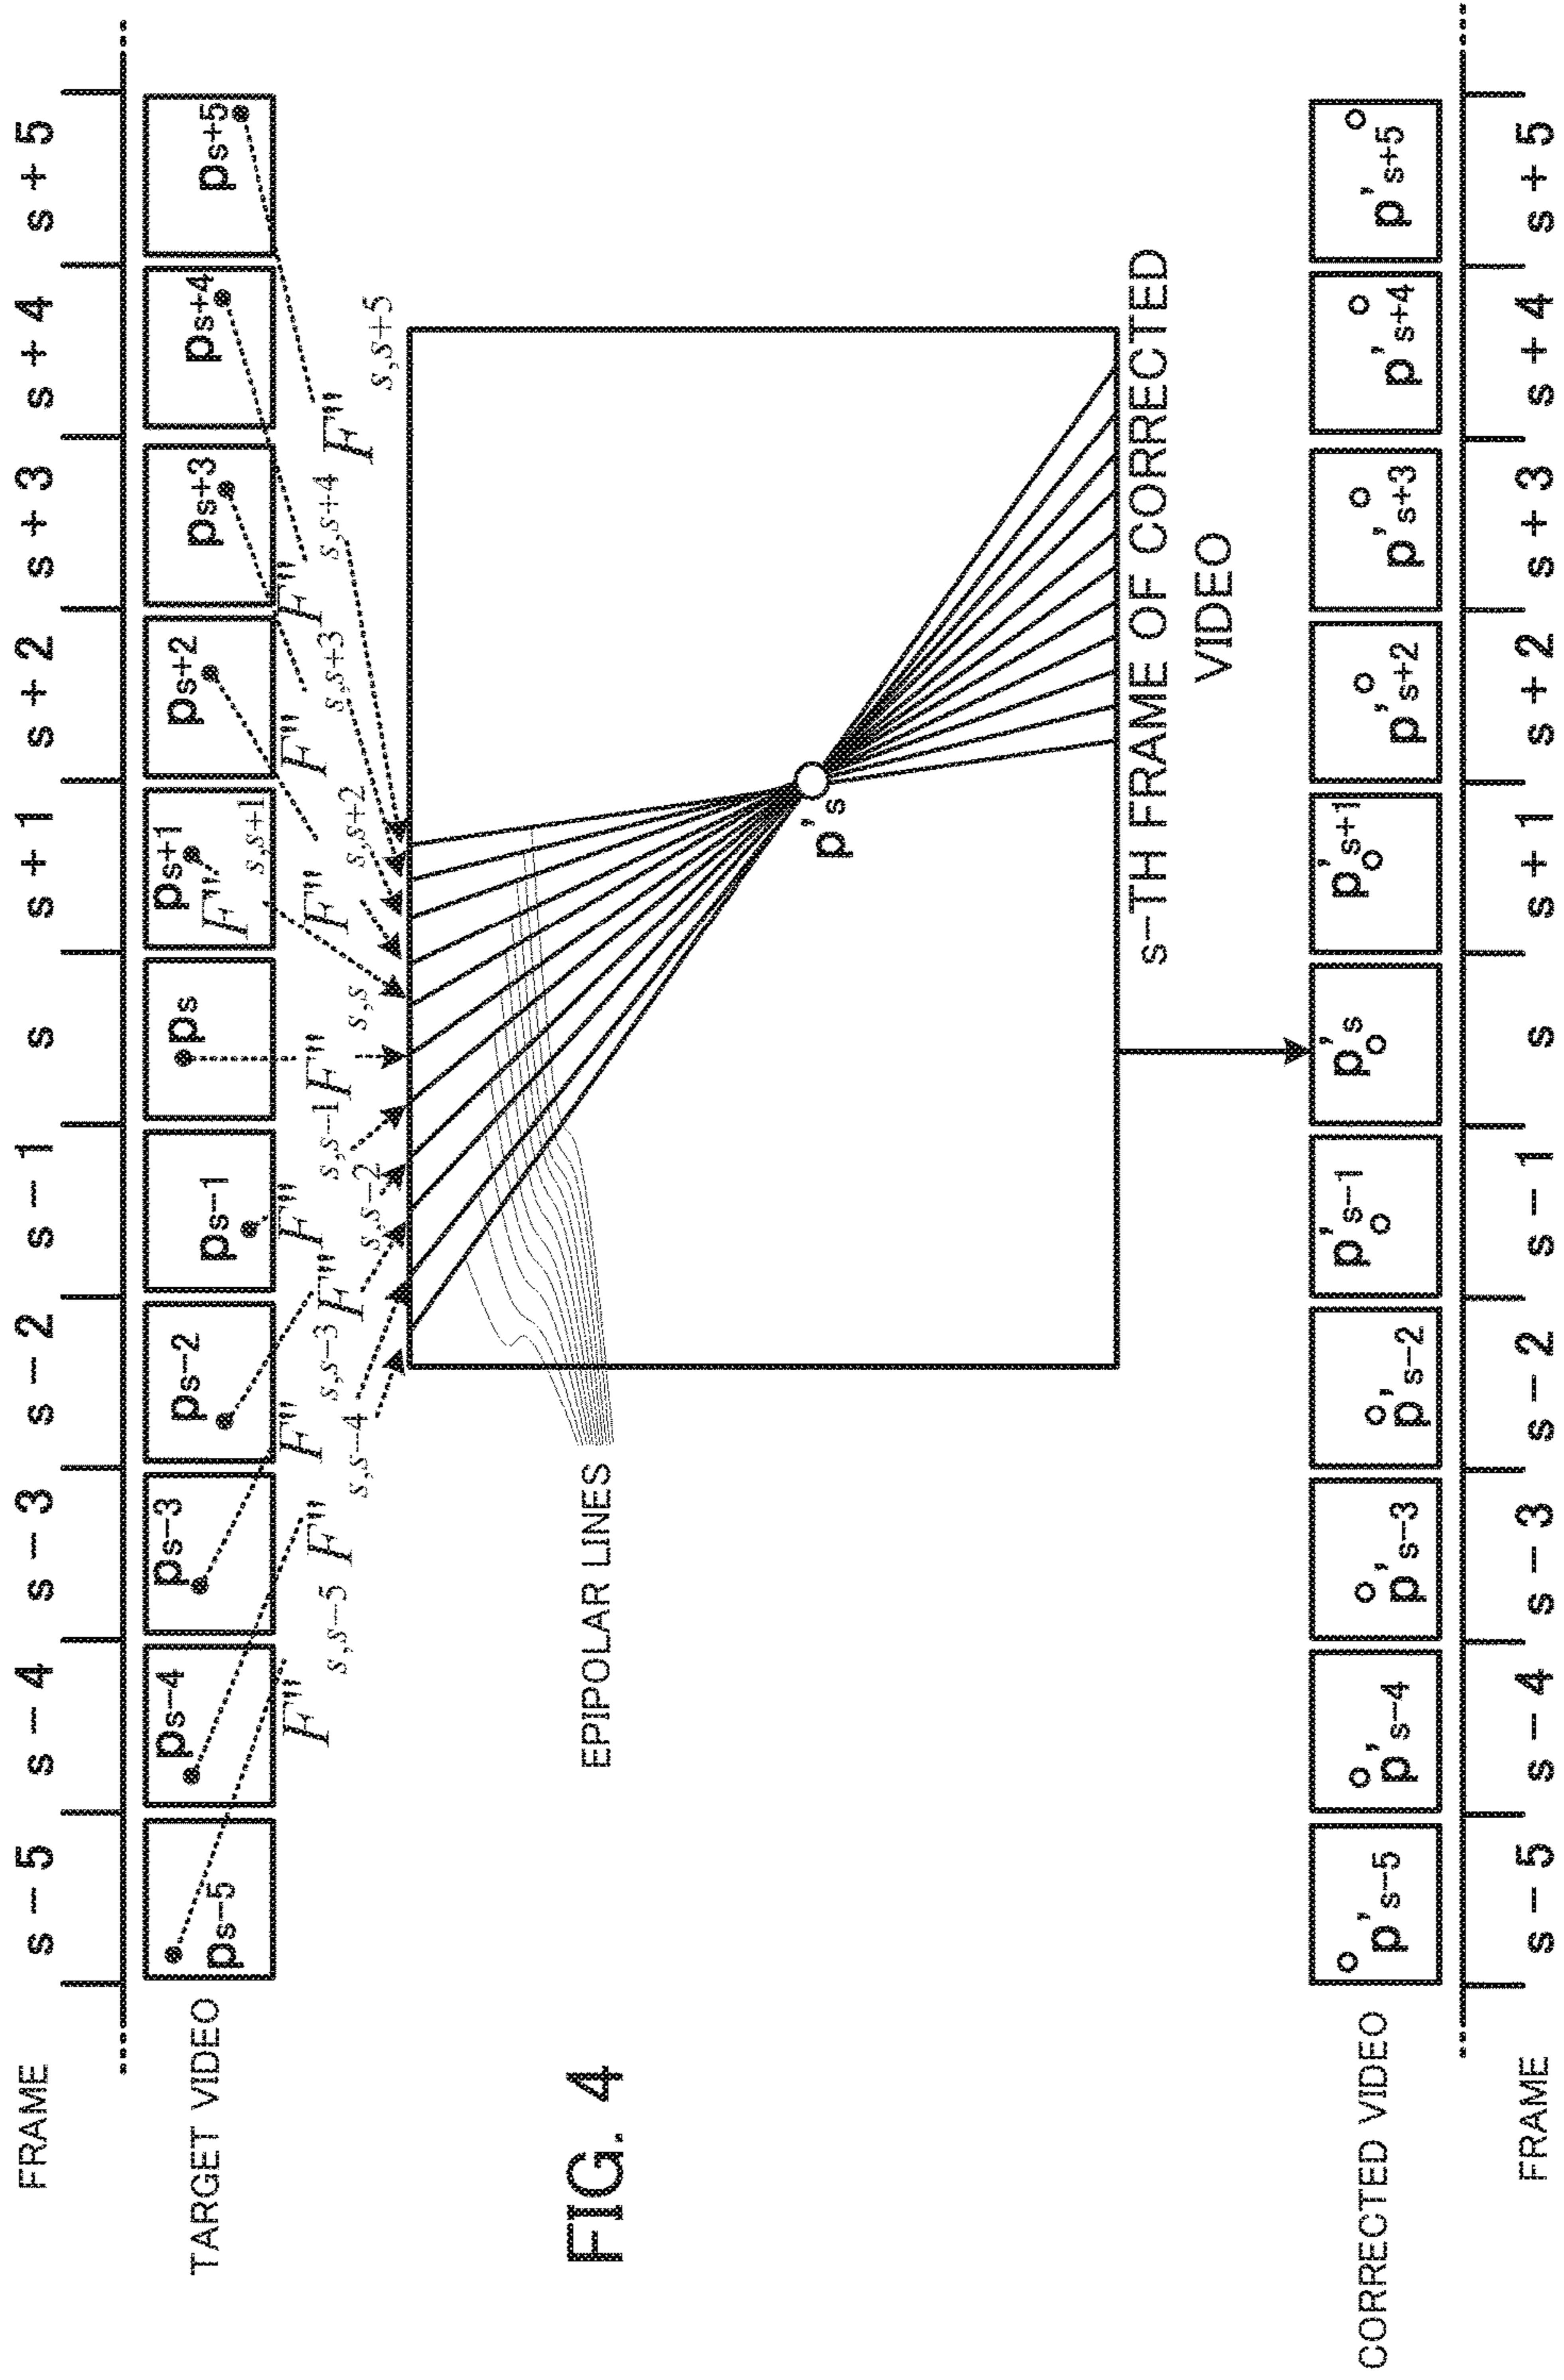 FRAME s-5 s-4 s-3 s-2 s-1 s s+1 s+2 s+3 s+4 s+5
TARGET VIDEO
ps-5 ps-4 ps-3 ps-2 ps-1 ps ps+1 ps+2 ps+3 ps+4 ps+5
F"s,s-5 F"s,s-4 F"s,s-3 F"s,s-2 F"s,s-1 F"s,s F"s,s+1 F"s,s+2 F"s,s+3 F"s,s+4 F"s,s+5
EPIPOLAR LINES
FIG. 4
p's
s-TH FRAME OF CORRECTED
VIDEO
CORRECTED VIDEO
p's-5 p's-4 p's-3 p's-2 p's-1 p's p's+1 p's+2 p's+3 p's+4 p's+5
FRAME s-5 s-4 s-3 s-2 s-1 s s+1 s+2 s+3 s+4 s+5